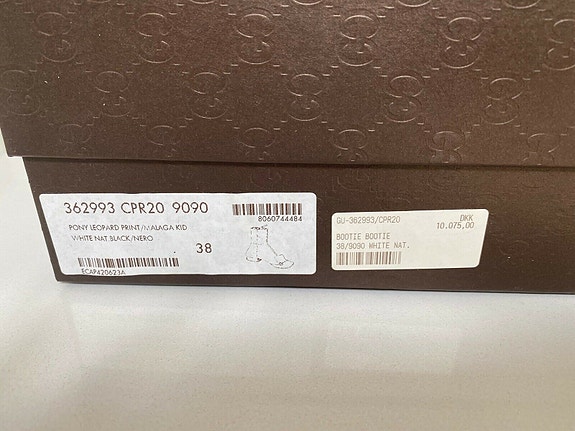 362993 CPR20 9090
8060744484
PONY LEOPARD PRINT/MALAGA KID
WHITE NAT.BLACK/NERO
38
ECAP420623A
GU-362993/CPR20 DKK
10.075,00
BOOTIE BOOTIE
38/9090 WHITE NAT.